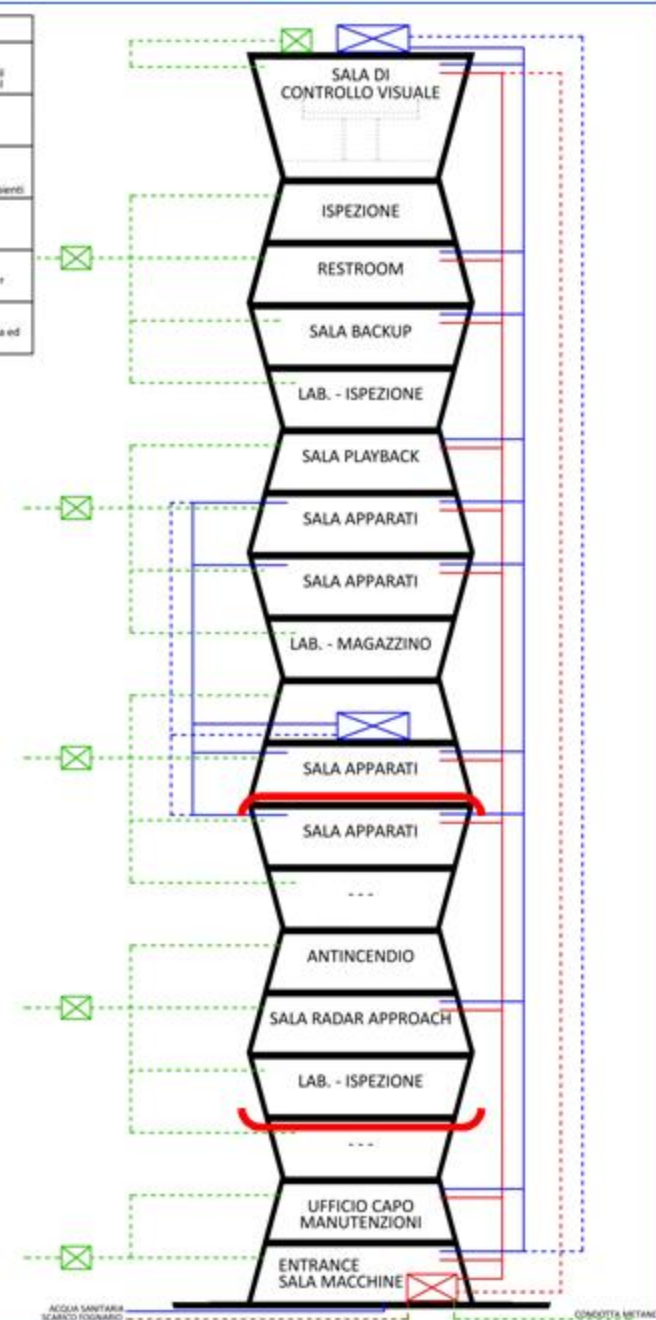 SALA DI
CONTROLLO VISUALE
ISPEZIONE
RESTROOM
SALA BACKUP
LAB. - ISPEZIONE
SALA PLAYBACK
SALA APPARATI
SALA APPARATI
LAB. - MAGAZZINO
SALA APPARATI
SALA APPARATI
- - -
ANTINCENDIO
SALA RADAR APPROACH
LAB. - ISPEZIONE
- - -
UFFICIO CAPO
MANUTENZIONI
ENTRANCE
SALA MACCHINE
ACQUA SANITARIA
SCARICO FOGNARIO
CONDOTTA